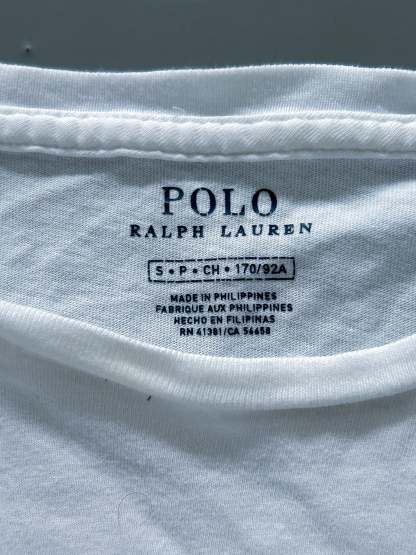 POLO
RALPH LAUREN
S • P • CH • 170/92A
MADE IN PHILIPPINES
FABRIQUE AUX PHILIPPINES
HECHO EN FILIPINAS
RN 41381/CA 56658